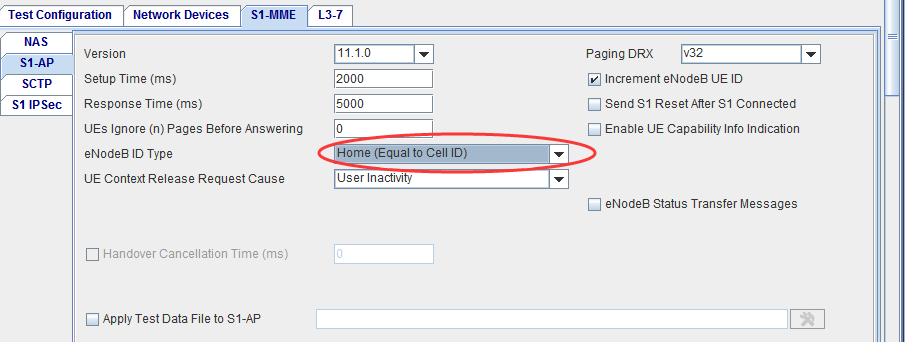 Test Configuration Network Devices S1-MME L3-7
NAS
S1-AP
SCTP
S1 IPSec
Version 11.1.0 Paging DRX v32
Setup Time (ms) 2000 Increment eNodeB UE ID
Response Time (ms) 5000 Send S1 Reset After S1 Connected
UEs Ignore (n) Pages Before Answering 0 Enable UE Capability Info Indication
eNodeB ID Type Home (Equal to Cell ID)
UE Context Release Request Cause User Inactivity
eNodeB Status Transfer Messages
Handover Cancellation Time (ms) 0
Apply Test Data File to S1-AP